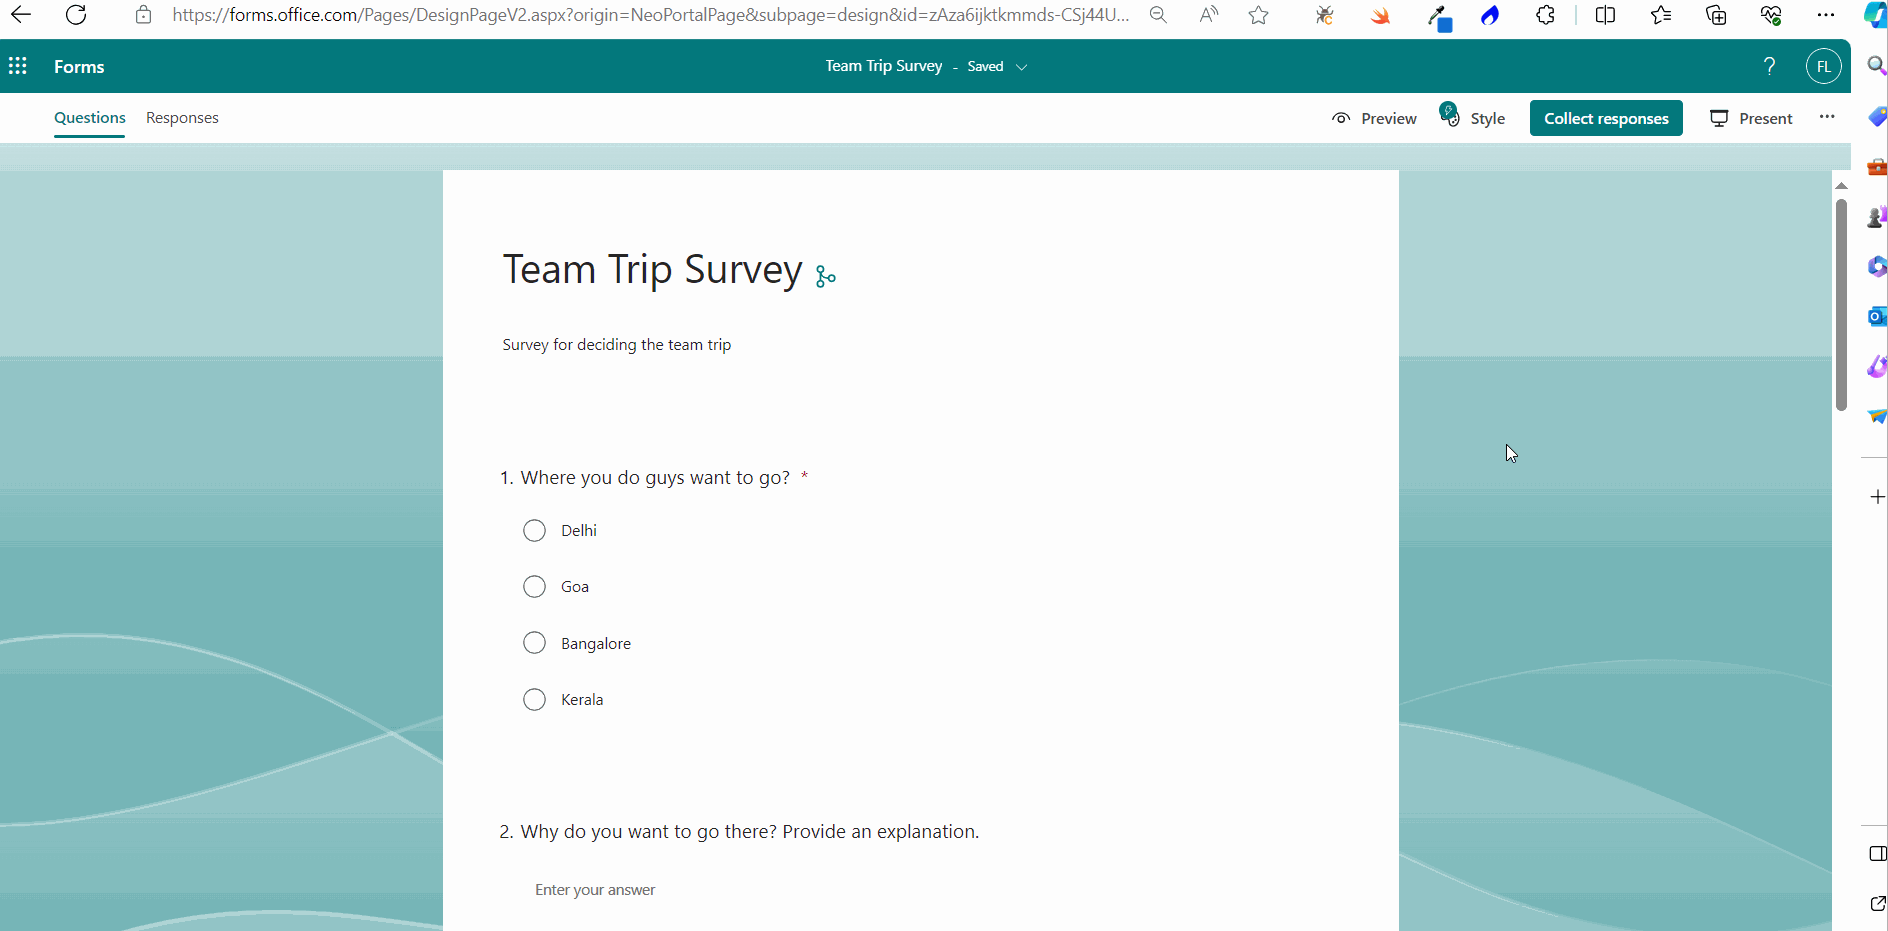 https://forms.office.com/Pages/DesignPageV2.aspx?origin=NeoPortalPage&subpage=design&id=zAza6ijktkmmds-CSj44U...
Forms
Team Trip Survey - Saved
?
FL
Questions
Responses
Preview
Style
Collect responses
Present
Team Trip Survey
Survey for deciding the team trip
1. Where you do guys want to go? *
Delhi
Goa
Bangalore
Kerala
2. Why do you want to go there? Provide an explanation.
Enter your answer